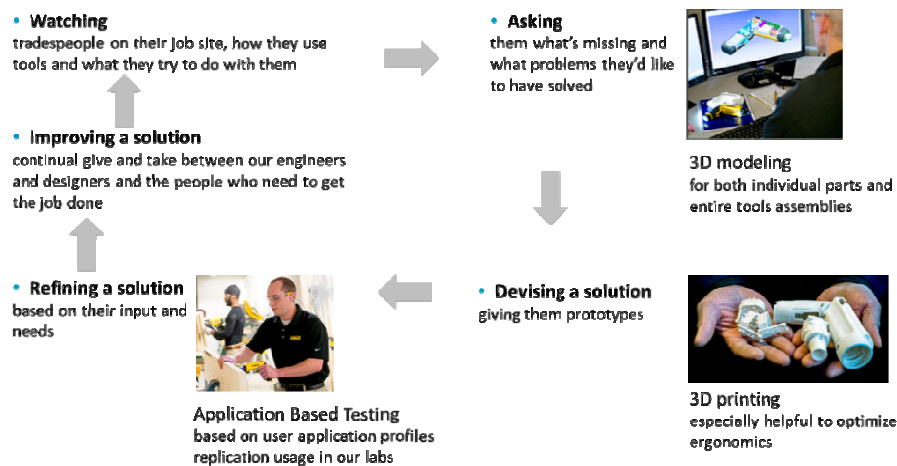 • Watching
tradespeople on their job site, how they use
tools and what they try to do with them
• Asking
them what's missing and
what problems they'd like
to have solved
3D modeling
for both individual parts and
entire tools assemblies
• Improving a solution
continual give and take between our engineers
and designers and the people who need to get
the job done
• Refining a solution
based on their input and
needs
Application Based Testing
based on user application profiles
replication usage in our labs
• Devising a solution
giving them prototypes
3D printing
especially helpful to optimize
ergonomics